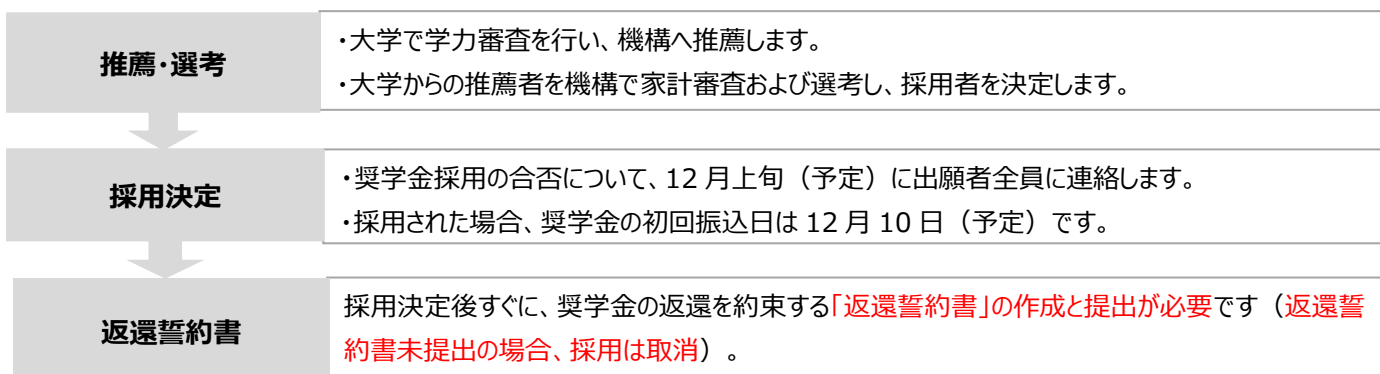 推薦・選考
・大学で学力審査を行い、機構へ推薦します。
・大学からの推薦者を機構で家計審査および選考し、採用者を決定します。
採用決定
・奨学金採用の合否について、12 月上旬（予定）に出願者全員に連絡します。
・採用された場合、奨学金の初回振込日は 12 月 10 日（予定）です。
返還誓約書
採用決定後すぐに、奨学金の返還を約束する「返還誓約書」の作成と提出が必要です（返還誓
約書未提出の場合、採用は取消）。